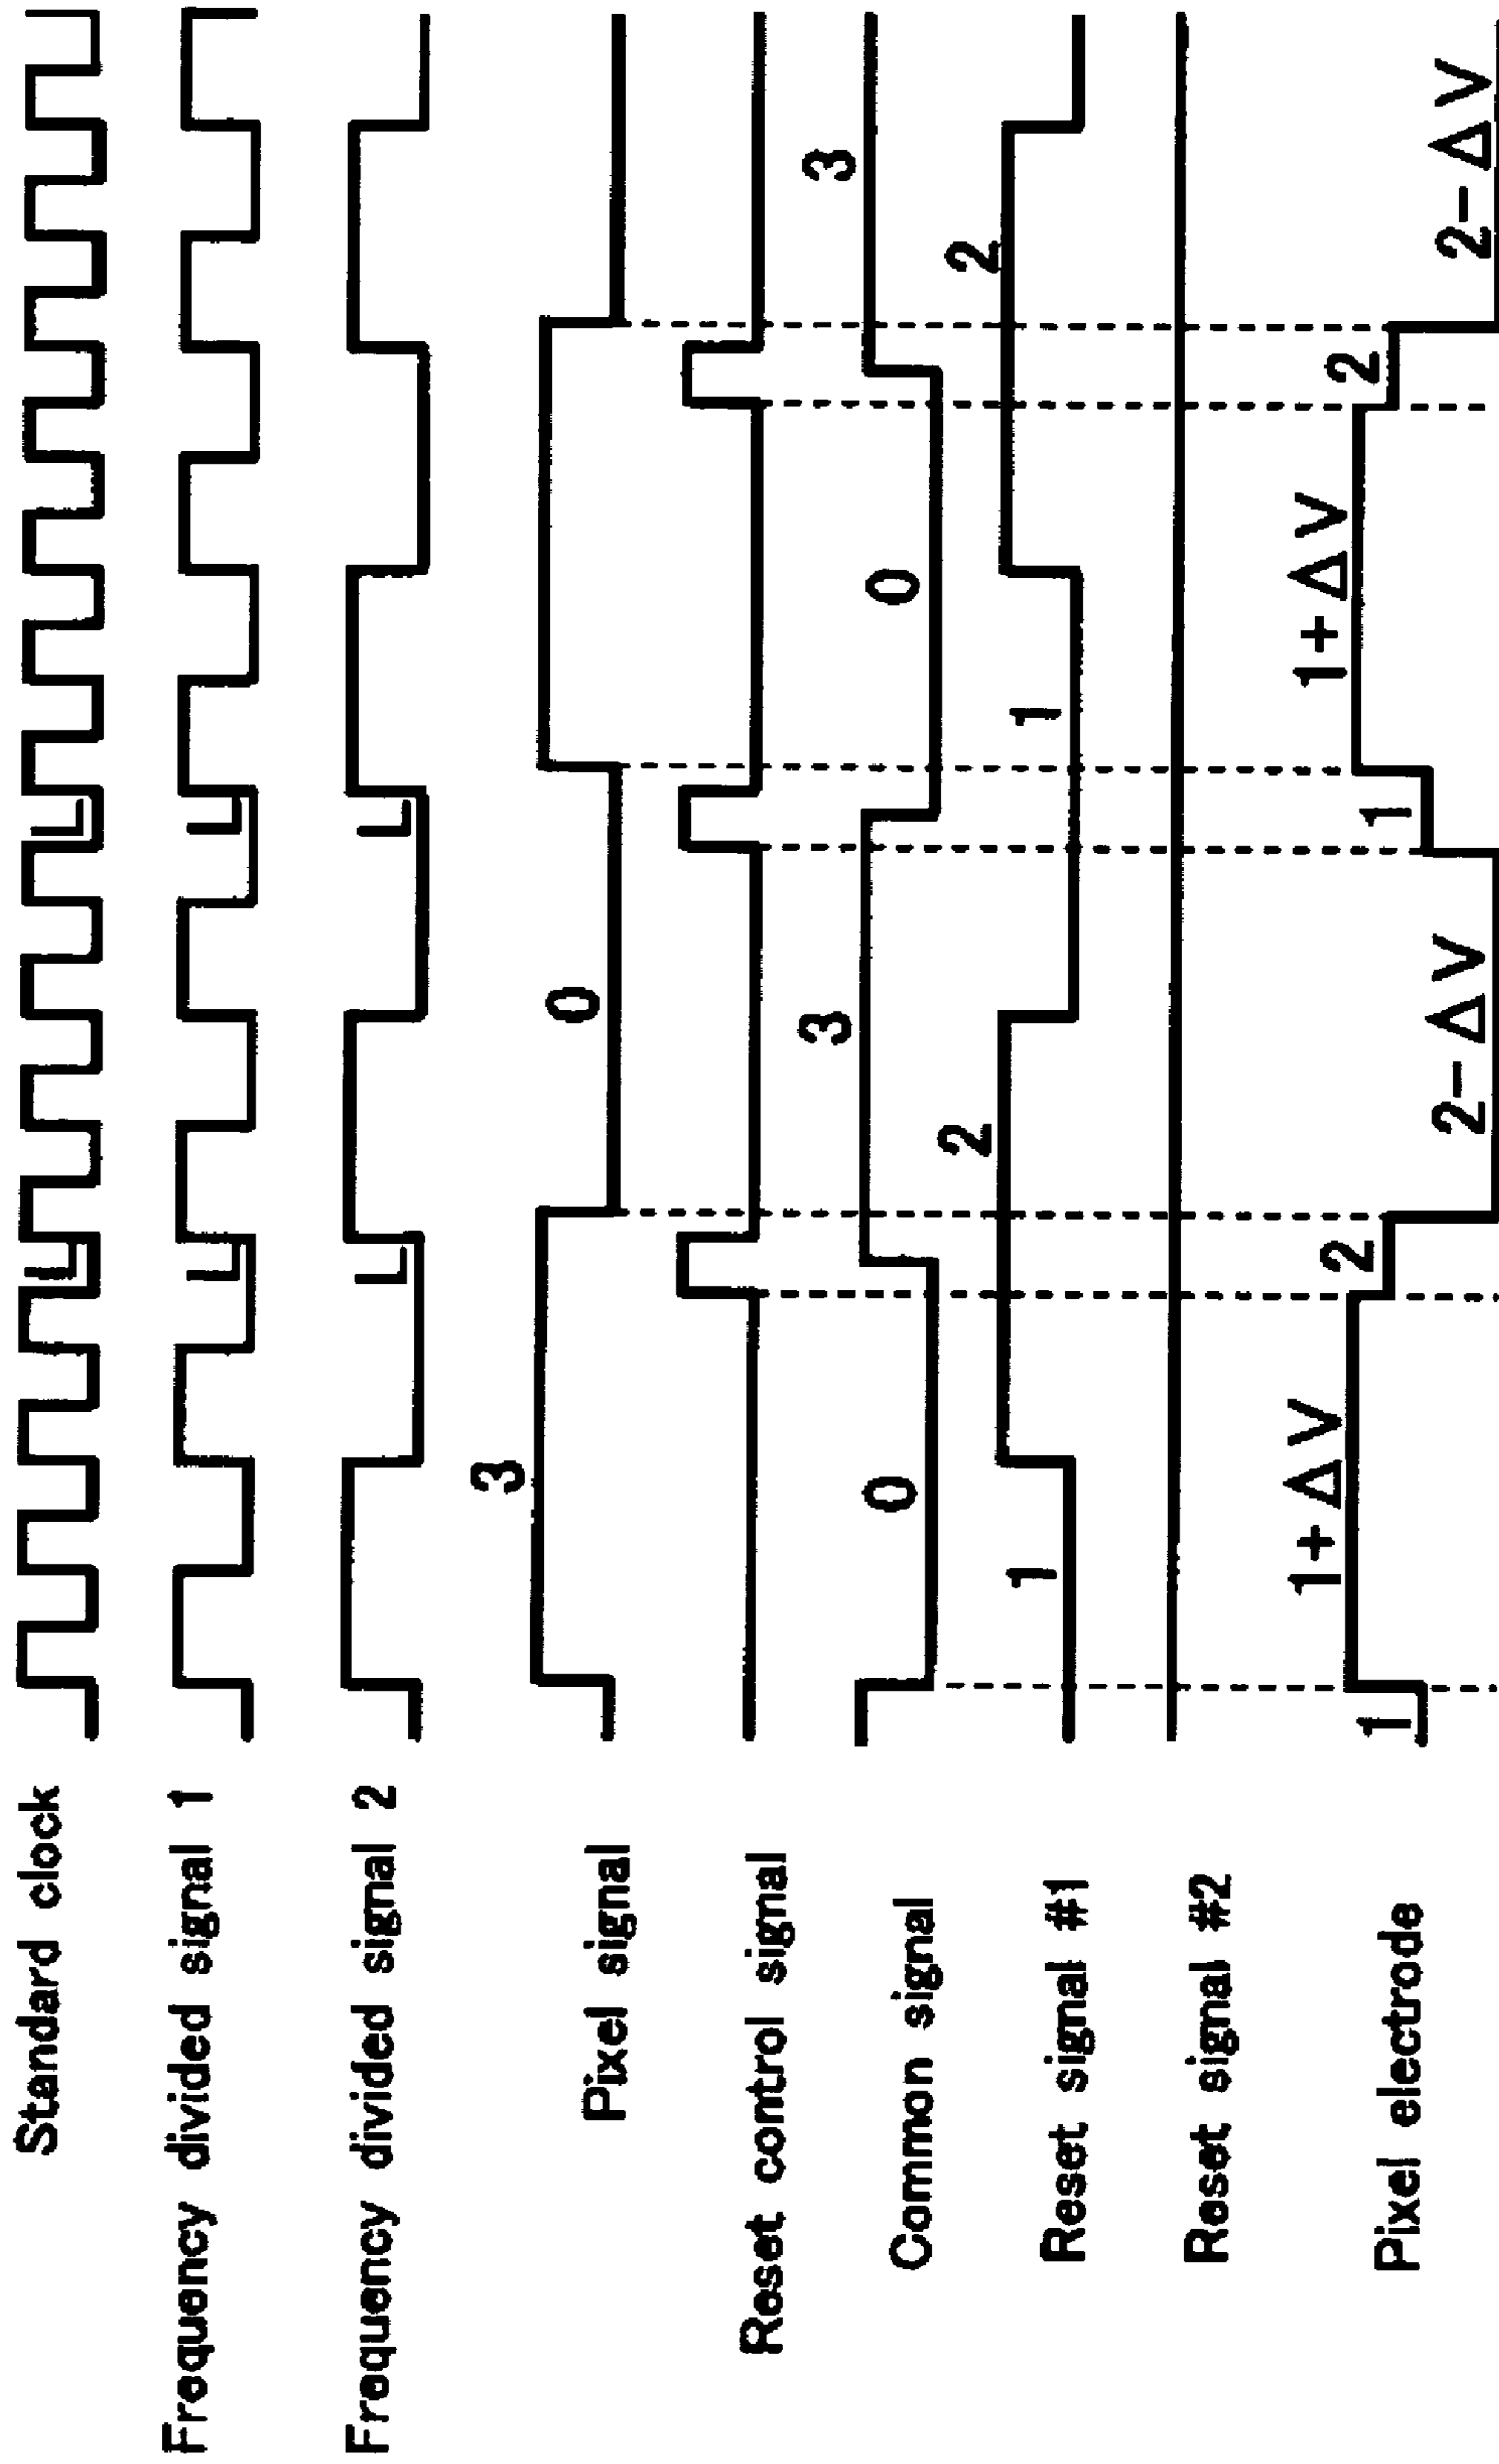 Standard clock
L L
Frequency divided signal 1
L L
Frequency divided signal 2
L L
Pixel signal
3 0
Reset control signal
Common signal
0 3 0 3
Reset signal #1
1 2 1 2
Reset signal #2
Pixel electrode
1 1+ΔV 2 2-ΔV 1 1+ΔV 2 2-ΔV